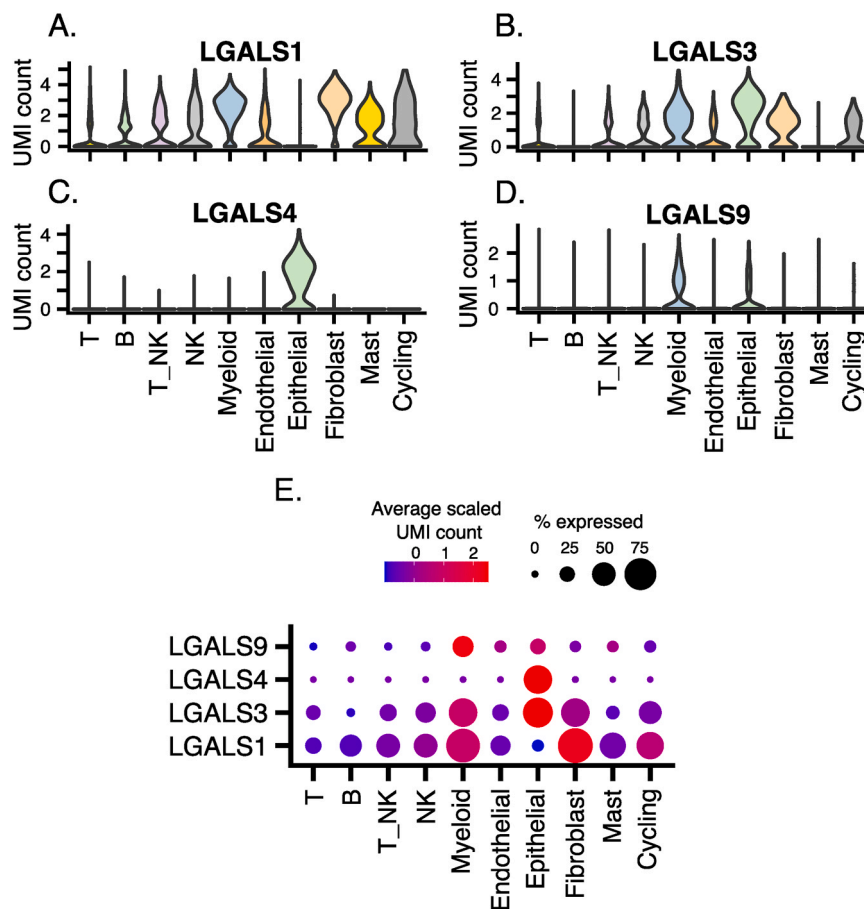 A.
LGALS1
UMI count
4
2
0
B.
LGALS3
UMI count
4
2
0
C.
LGALS4
UMI count
4
2
0
T
B
T_NK
NK
Myeloid
Endothelial
Epithelial
Fibroblast
Mast
Cycling
D.
LGALS9
UMI count
2
1
0
T
B
T_NK
NK
Myeloid
Endothelial
Epithelial
Fibroblast
Mast
Cycling
E.
Average scaled
UMI count
0 1 2
% expressed
0 25 50 75
LGALS9
LGALS4
LGALS3
LGALS1
T
B
T_NK
NK
Myeloid
Endothelial
Epithelial
Fibroblast
Mast
Cycling